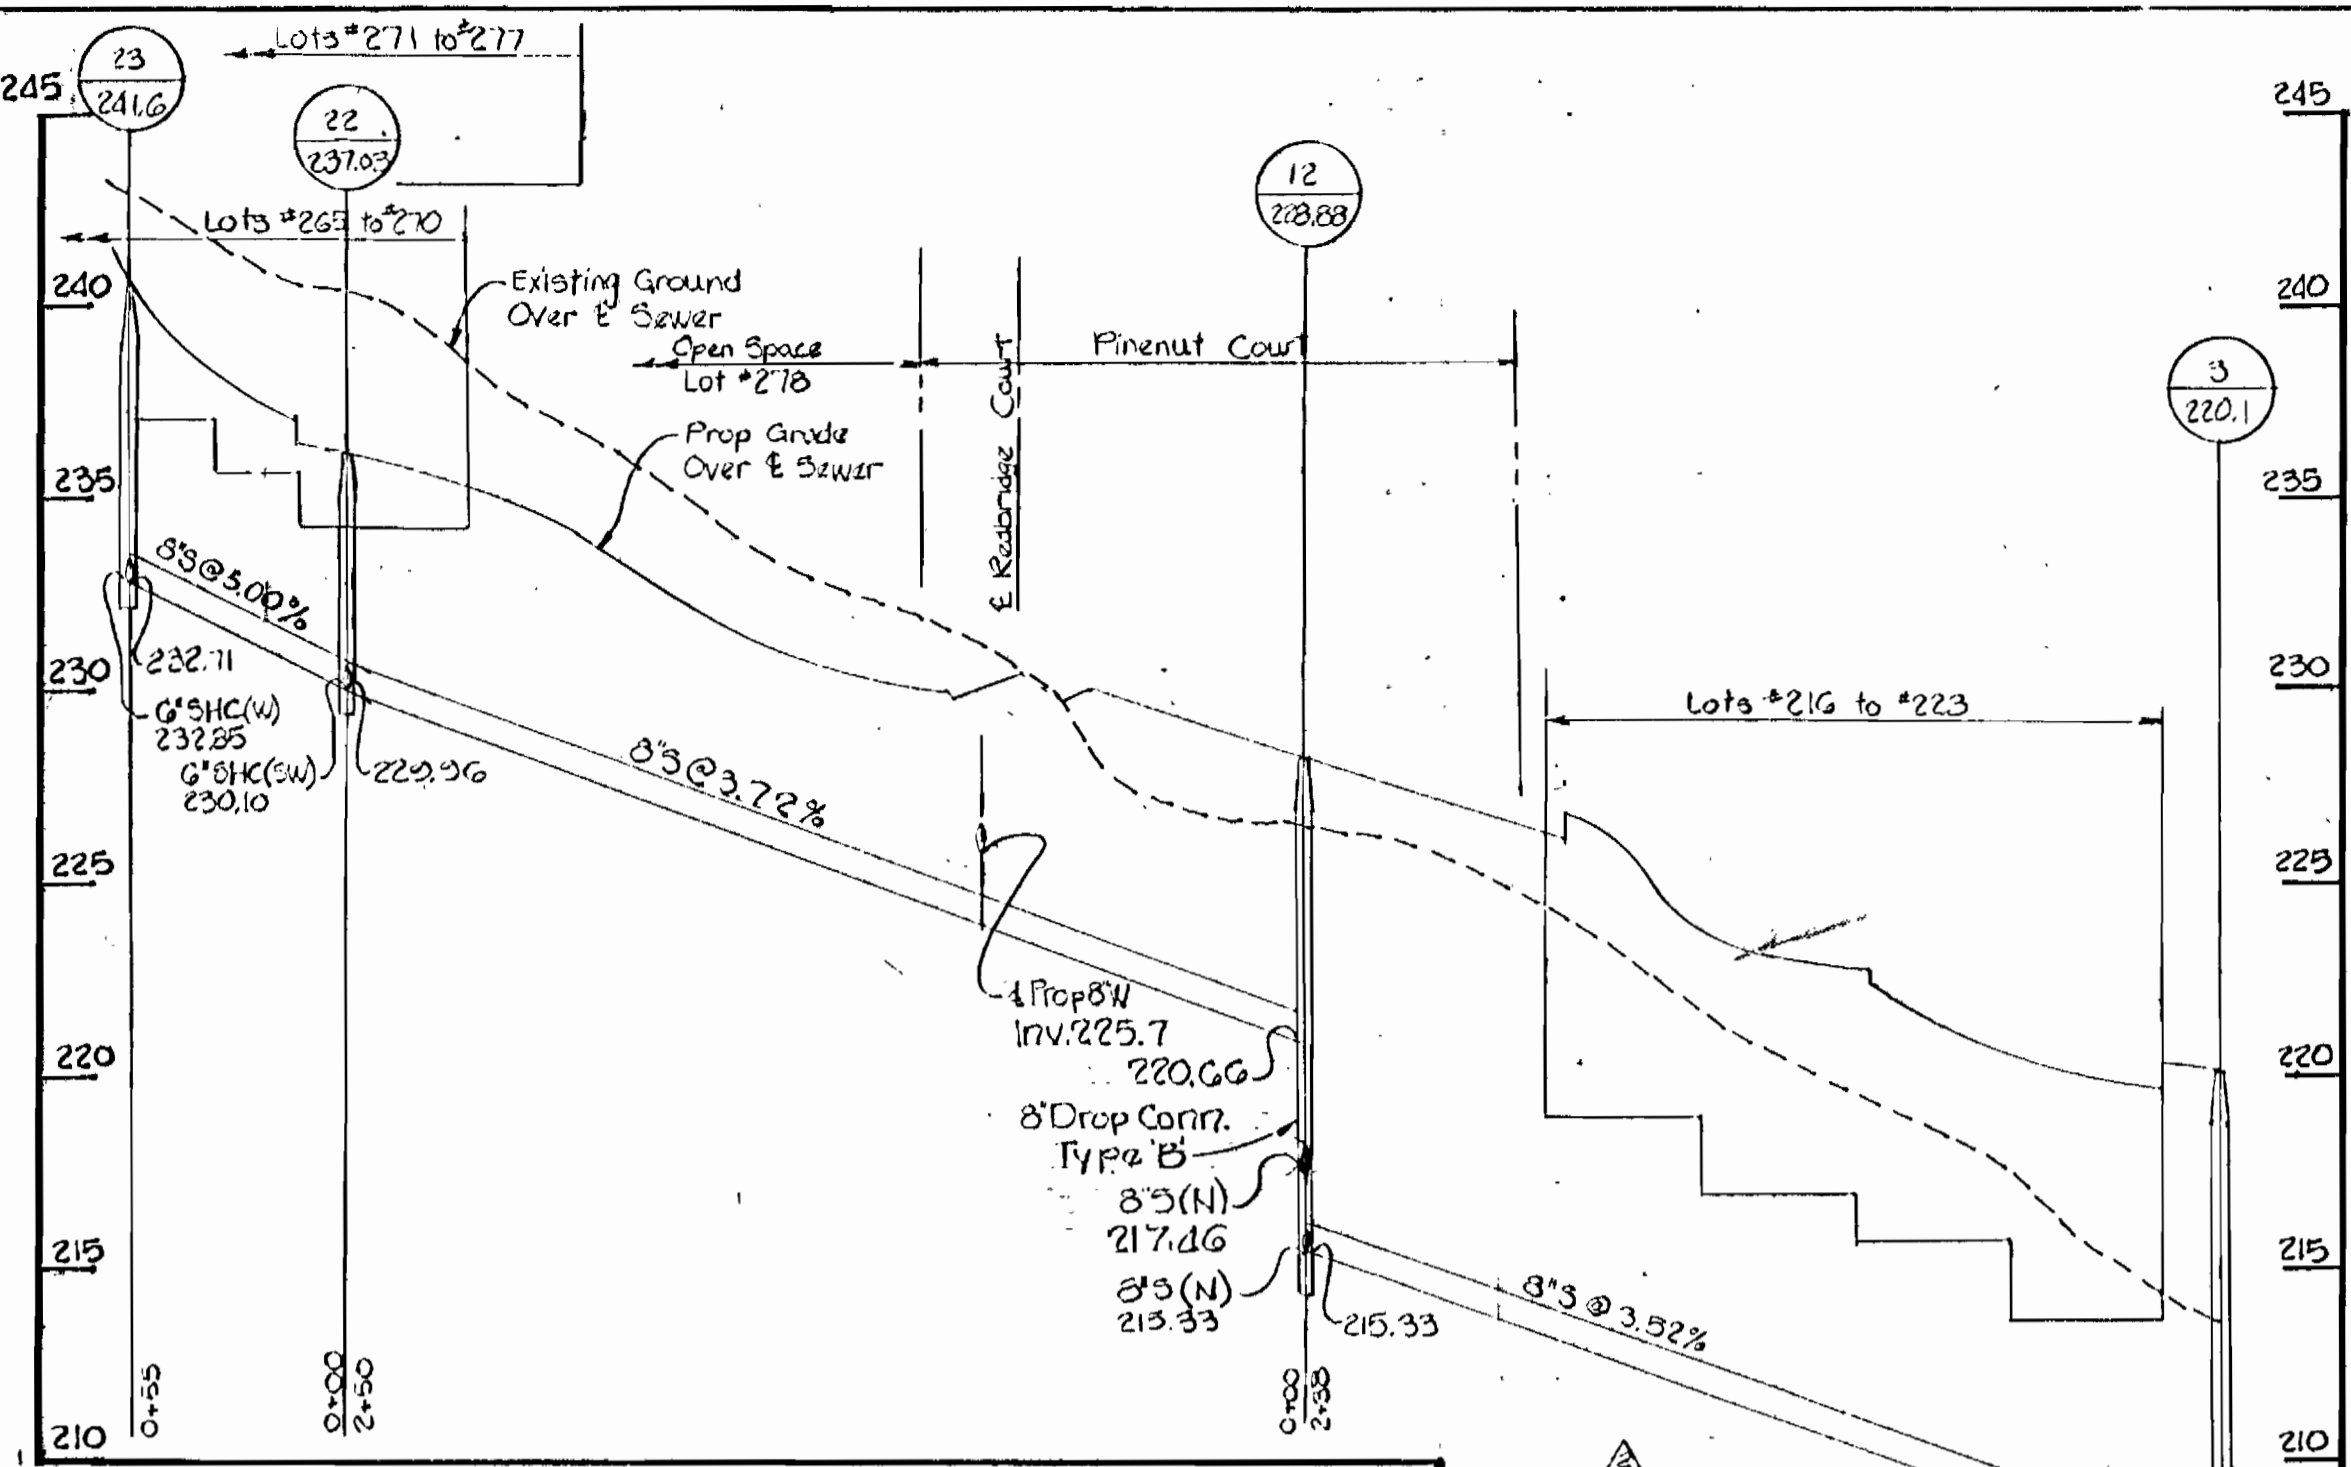 Lots #271 to #277
23
241.6
22
237.03
12
228.88
3
220.1
245
240
235
230
225
220
215
210
245
240
235
230
225
220
215
210
Lots #265 to #270
Existing Ground
Over ℄ Sewer
Open Space
Lot #278
℄ Redbridge Court
Pinenut Court
Prop Grade
Over ℄ Sewer
8"S@5.00%
232.71
6"SHC(W)
232.85
6"SHC(SW)
230.10
229.96
8"S@3.72%
Prop 8"W
Inv. 225.7
220.66
8" Drop Conn.
Type 'B'
8"S(N)
217.46
8"S(N)
215.33
215.33
8"S @ 3.52%
Lots #216 to #223
0+55
0+00
2+50
0+00
2+38